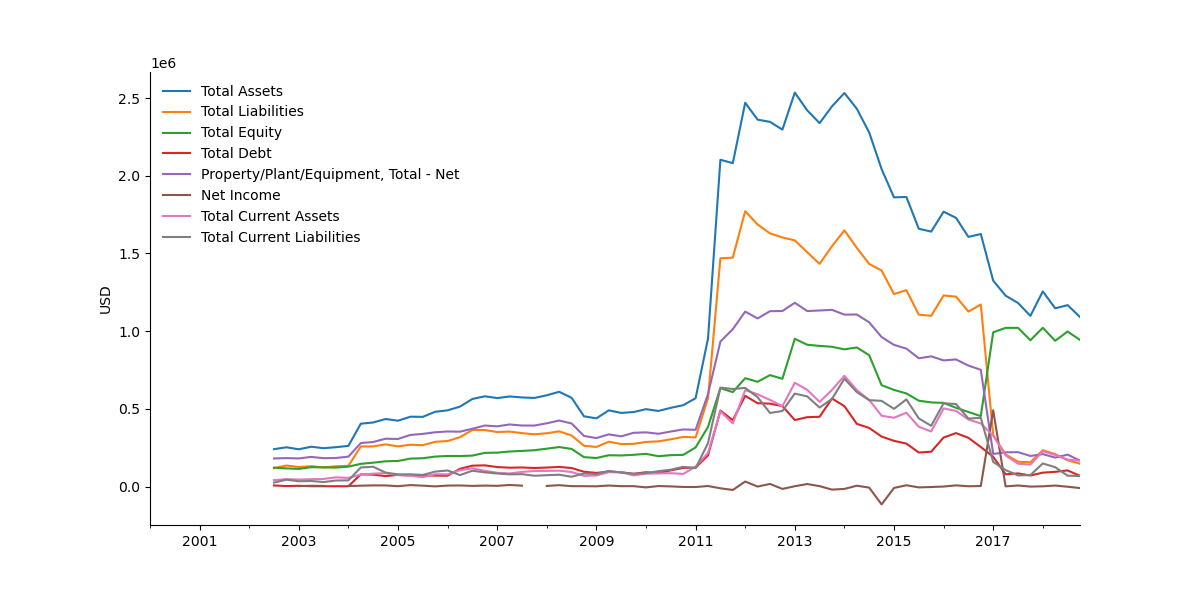 1e6
2.5
2.0
1.5
1.0
0.5
0.0
USD
Total Assets
Total Liabilities
Total Equity
Total Debt
Property/Plant/Equipment, Total - Net
Net Income
Total Current Assets
Total Current Liabilities
2001 2003 2005 2007 2009 2011 2013 2015 2017